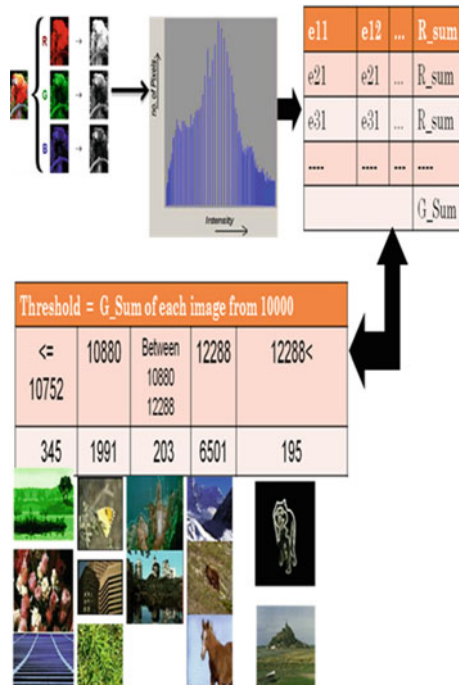 R
G
B
no. of Pixels
Intensity
e11 e12 ... R_sum
e21 e21 ... R_sum
e31 e31 ... R_sum
---- ---- ---- ----
G_Sum
Threshold = G_Sum of each image from 10000
<= 10880 Between 12288 12288<
10752 10880
12288
345 1991 203 6501 195